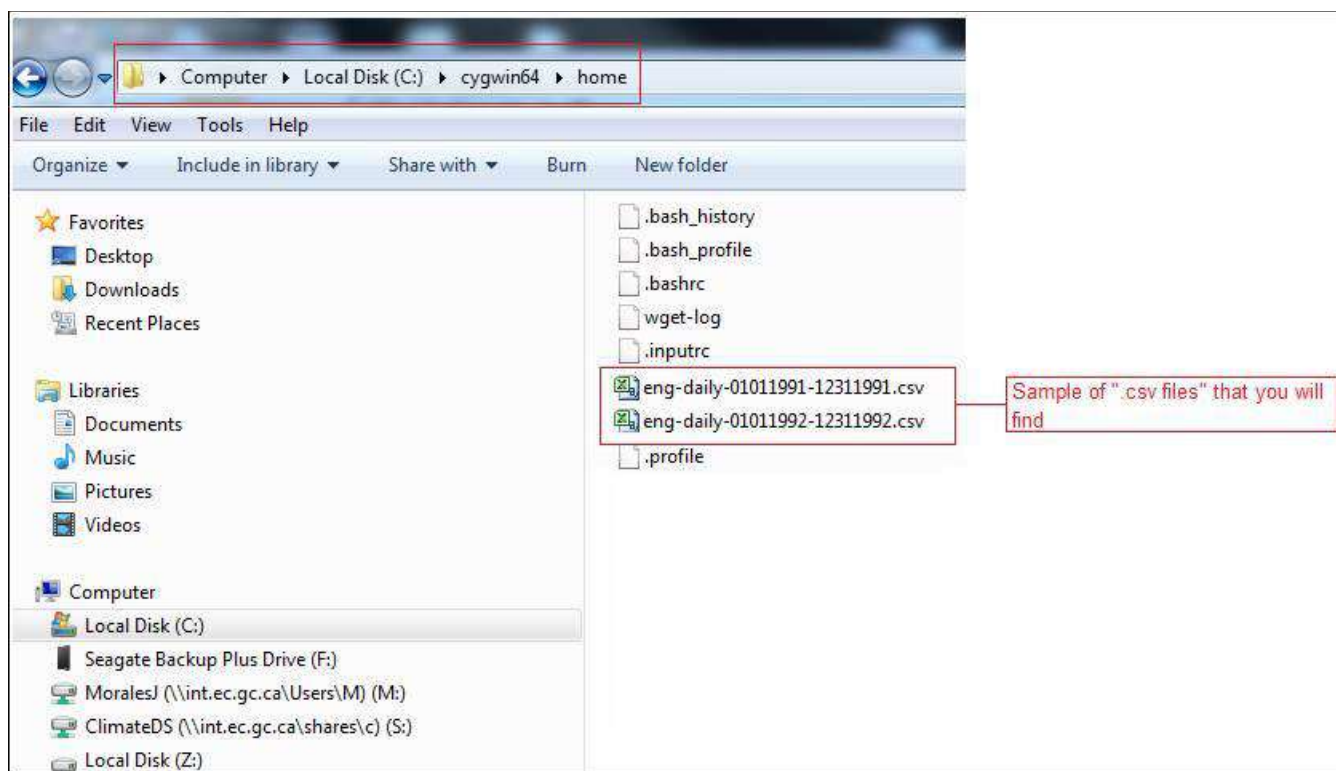 Computer ▸ Local Disk (C:) ▸ cygwin64 ▸ home
File Edit View Tools Help
Organize Include in library Share with Burn New folder
Favorites
Desktop
Downloads
Recent Places
Libraries
Documents
Music
Pictures
Videos
Computer
Local Disk (C:)
Seagate Backup Plus Drive (F:)
MoralesJ (\\int.ec.gc.ca\Users\M) (M:)
ClimateDS (\\int.ec.gc.ca\shares\c) (S:)
Local Disk (Z:)
.bash_history
.bash_profile
.bashrc
wget-log
.inputrc
eng-daily-01011991-12311991.csv
eng-daily-01011992-12311992.csv
.profile
Sample of ".csv files" that you will
find